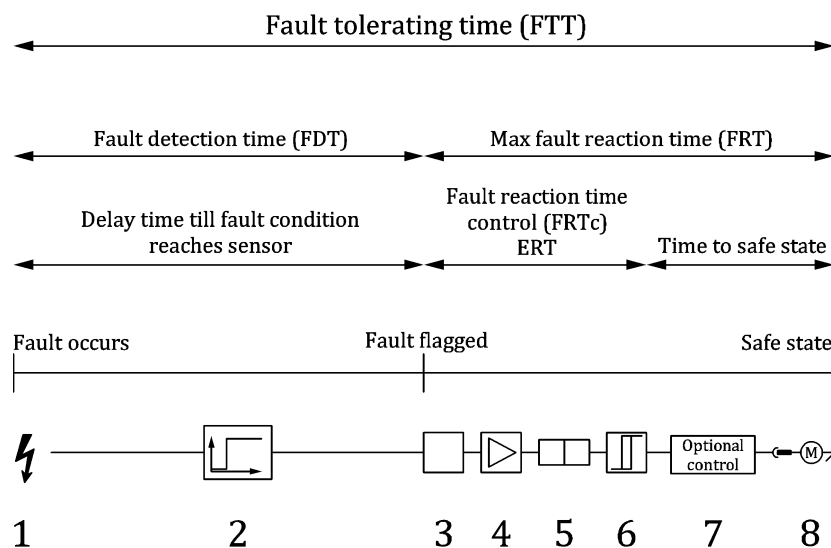 Fault tolerating time (FTT)
Fault detection time (FDT)
Max fault reaction time (FRT)
Delay time till fault condition
reaches sensor
Fault reaction time
control (FRTc)
ERT
Time to safe state
Fault occurs
Fault flagged
Safe state
Optional
control
M
1 2 3 4 5 6 7 8